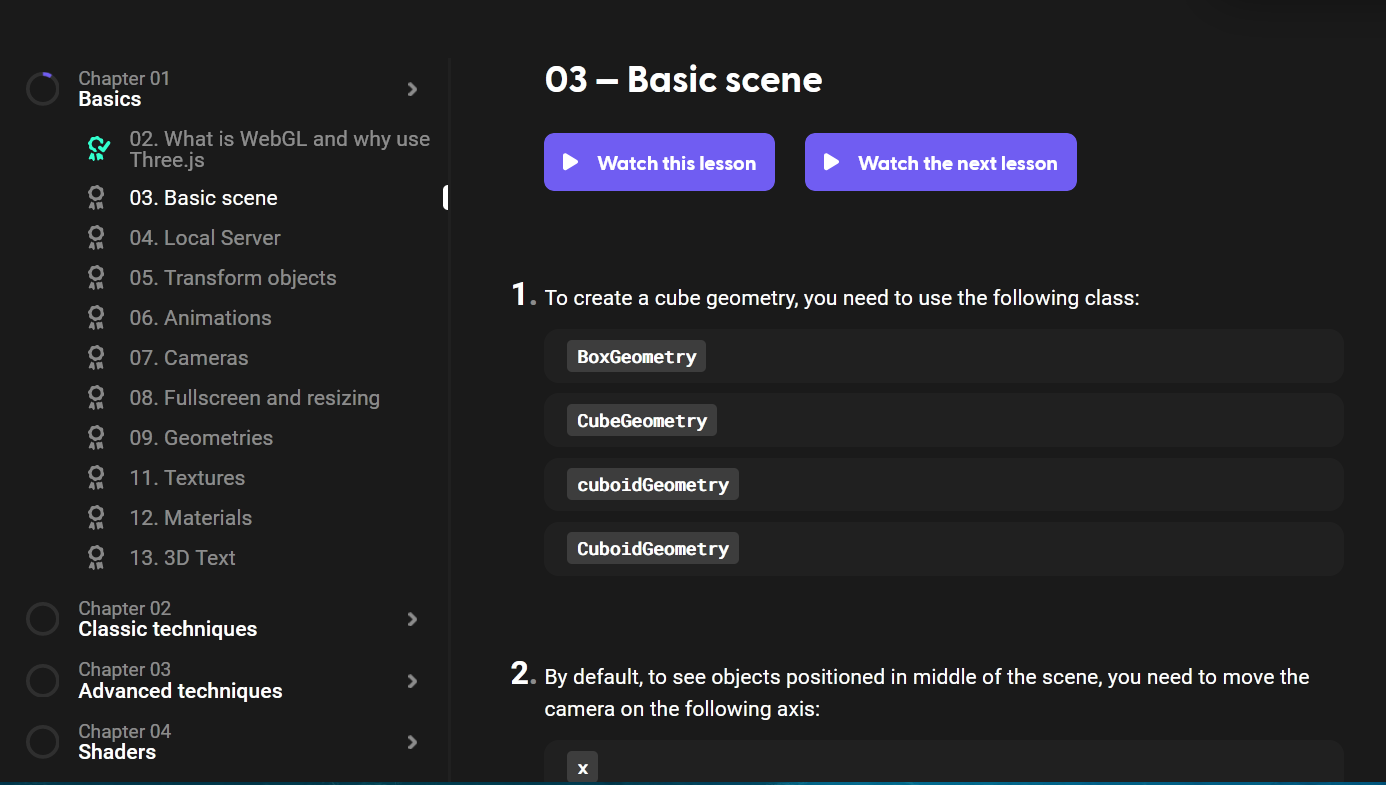 Chapter 01
Basics
02. What is WebGL and why use
Three.js
03. Basic scene
04. Local Server
05. Transform objects
06. Animations
07. Cameras
08. Fullscreen and resizing
09. Geometries
11. Textures
12. Materials
13. 3D Text
Chapter 02
Classic techniques
Chapter 03
Advanced techniques
Chapter 04
Shaders
03 — Basic scene
Watch this lesson
Watch the next lesson
1. To create a cube geometry, you need to use the following class:
BoxGeometry
CubeGeometry
cuboidGeometry
CuboidGeometry
2. By default, to see objects positioned in middle of the scene, you need to move the
camera on the following axis:
x